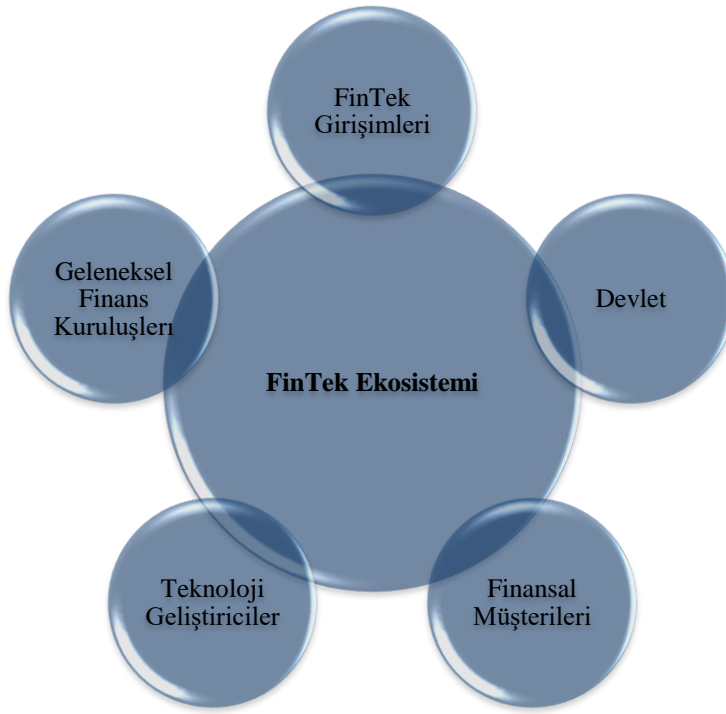 FinTek
Girişimleri
Geleneksel
Finans
Kuruluşları
Devlet
FinTek Ekosistemi
Teknoloji
Geliştiriciler
Finansal
Müşterileri